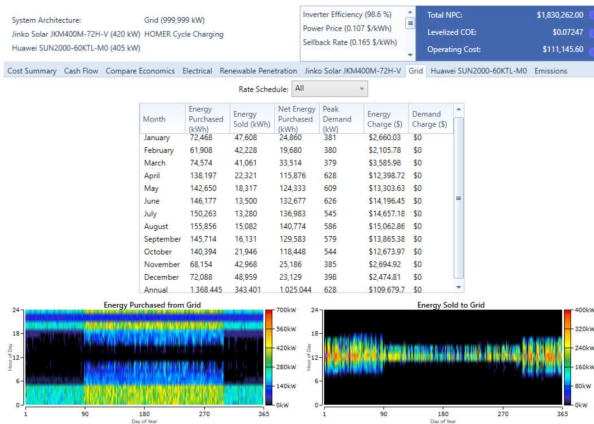 System Architecture: Grid (999,999 kW)
Jinko Solar JKM400M-72H-V (420 kW) HOMER Cycle Charging
Huawei SUN2000-60KTL-M0 (405 kW)
Inverter Efficiency (98.6 %)
Power Price (0.107 $/kWh)
Sellback Rate (0.165 $/kWh)
Total NPC: $1,830,262.00
Levelized COE: $0.07247
Operating Cost: $111,145.60
Cost Summary Cash Flow Compare Economics Electrical Renewable Penetration Jinko Solar JKM400M-72H-V Grid Huawei SUN2000-60KTL-M0 Emissions
Rate Schedule: All
Month Energy Purchased (kWh) Energy Sold (kWh) Net Energy Purchased (kWh) Peak Demand (kW) Energy Charge ($) Demand Charge ($)
January 72,468 47,608 24,860 381 $2,660.03 $0
February 61,908 42,228 19,680 380 $2,105.78 $0
March 74,574 41,061 33,514 379 $3,585.98 $0
April 138,197 22,321 115,876 628 $12,398.72 $0
May 142,650 18,317 124,333 609 $13,303.63 $0
June 146,177 13,500 132,677 626 $14,196.45 $0
July 150,263 13,280 136,983 545 $14,657.18 $0
August 155,856 15,082 140,774 586 $15,062.86 $0
September 145,714 16,131 129,583 579 $13,865.38 $0
October 140,394 21,946 118,448 544 $12,673.97 $0
November 68,154 42,968 25,186 385 $2,694.92 $0
December 72,088 48,959 23,129 398 $2,474.81 $0
Annual 1,368,445 343,401 1,025,044 628 $109,679.7 $0
Energy Purchased from Grid
24
18
12
6
0
Hour of Day
1 90 180 270 365
Day of Year
700kW
560kW
420kW
280kW
140kW
0kW
Energy Sold to Grid
24
18
12
6
0
Hour of Day
1 90 180 270 365
Day of Year
400kW
320kW
240kW
160kW
80kW
0kW